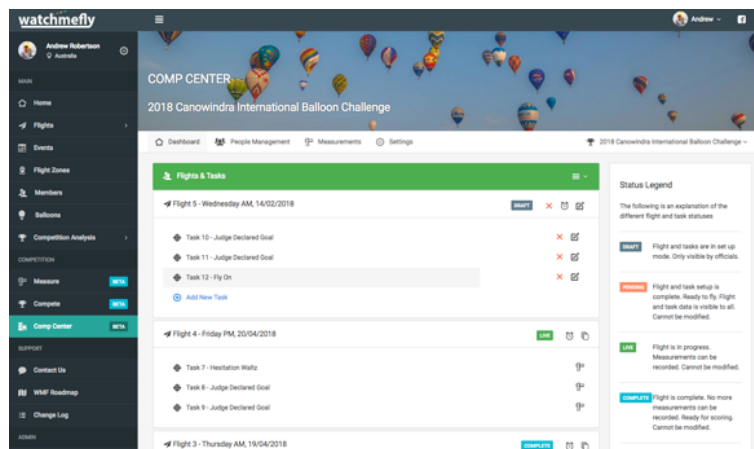 watchmefly
Andrew
Andrew Robertson
Australia
MAIN
Home
Flights
Events
Flight Zones
Members
Balloons
Competition Analysis
COMPETITION
Measure BETA
Compete BETA
Comp Center BETA
SUPPORT
Contact Us
WMF Roadmap
Change Log
ADMIN
COMP CENTER
2018 Canowindra International Balloon Challenge
Dashboard People Management Measurements Settings 2018 Canowindra International Balloon Challenge
Flights & Tasks
Flight 5 - Wednesday AM, 14/02/2018 DRAFT
Task 10 - Judge Declared Goal
Task 11 - Judge Declared Goal
Task 12 - Fly On
Add New Task
Flight 4 - Friday PM, 20/04/2018 LIVE
Task 7 - Hesitation Waltz
Task 8 - Judge Declared Goal
Task 9 - Judge Declared Goal
Flight 3 - Thursday AM, 19/04/2018 COMPLETE
Status Legend
The following is an explanation of the
different flight and task statuses
DRAFT Flight and tasks are in set up
mode. Only visible by officials.
PENDING Flight and task setup is
complete. Ready to fly. Flight
and task data is visible to all.
Cannot be modified.
LIVE Flight is in progress.
Measurements can be
recorded. Cannot be modified.
COMPLETE Flight is complete. No more
measurements can be
recorded. Ready for scoring.
Cannot be modified.